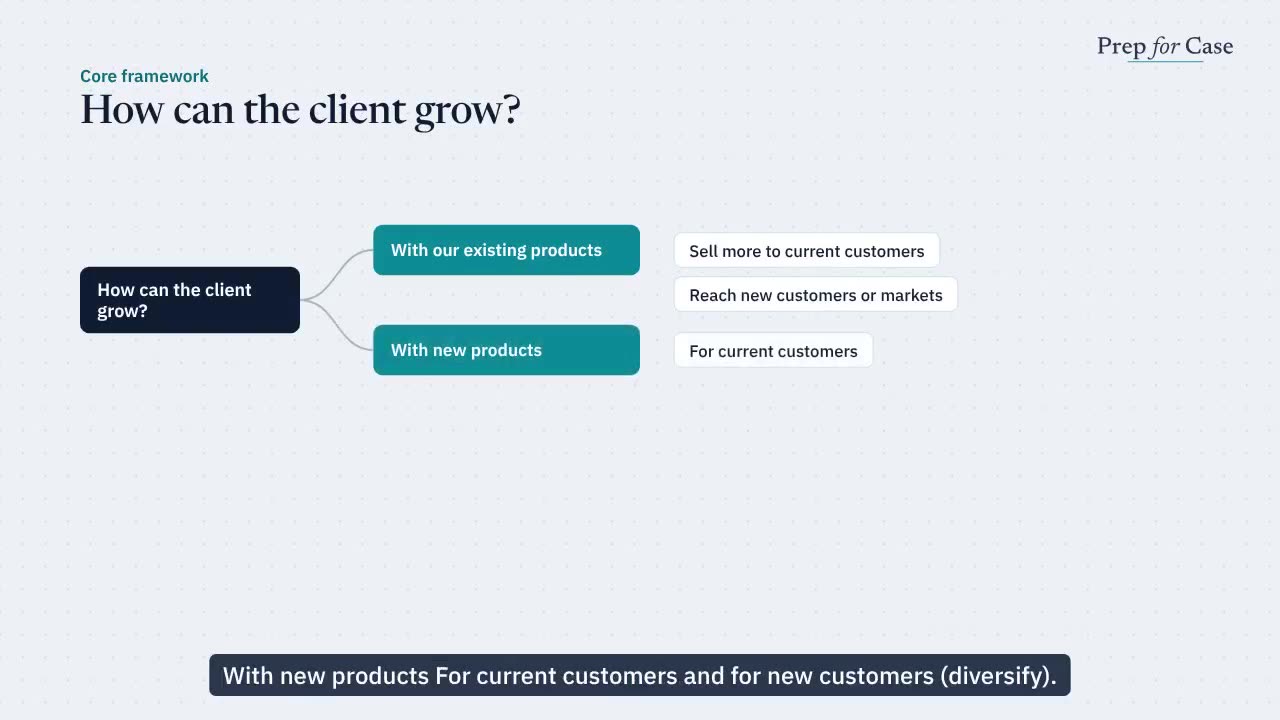 Prep for Case
Core framework
How can the client grow?
How can the client
grow?
With our existing products
Sell more to current customers
Reach new customers or markets
With new products
For current customers
With new products For current customers and for new customers (diversify).